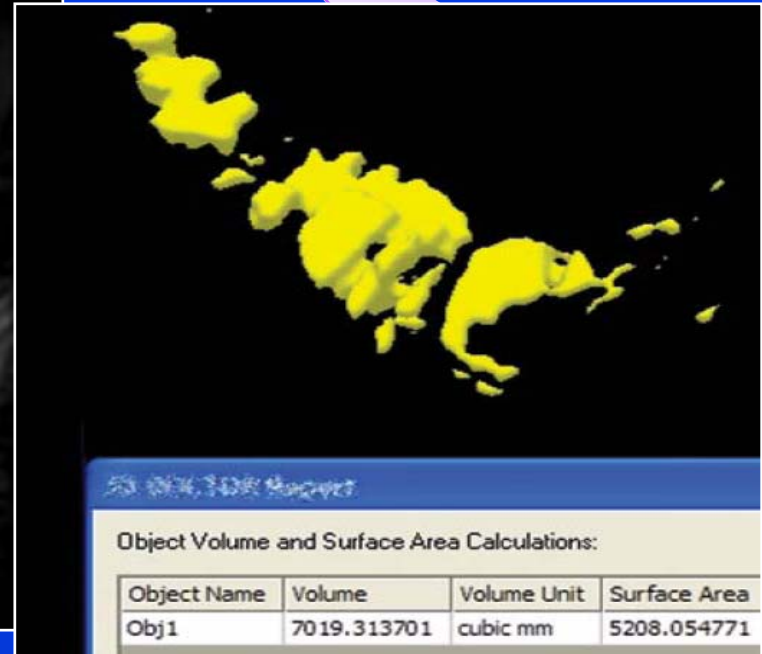 Object Volume and Surface Area Calculations:
Object Name Volume Volume Unit Surface Area
Obj1 7019.313701 cubic mm 5208.054771